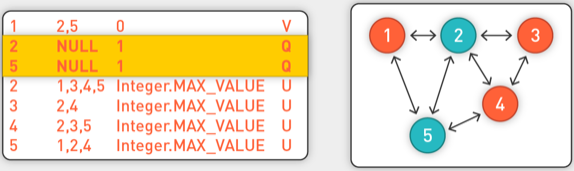 1 2,5 0 V
2 NULL 1 Q
5 NULL 1 Q
2 1,3,4,5 Integer.MAX_VALUE U
3 2,4 Integer.MAX_VALUE U
4 2,3,5 Integer.MAX_VALUE U
5 1,2,4 Integer.MAX_VALUE U
1 2 3
4
5